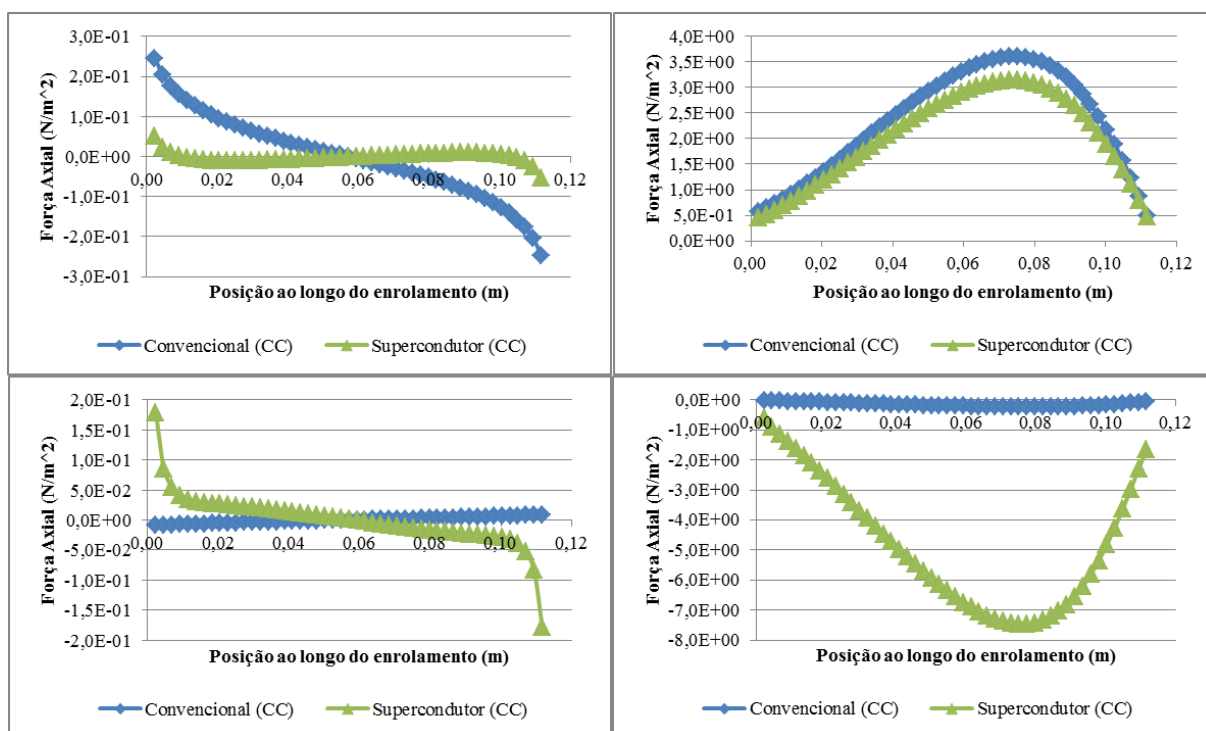 3,0E-01
2,0E-01
1,0E-01
0,0E+00
-1,0E-01
-2,0E-01
-3,0E-01
0,00 0,02 0,04 0,06 0,08 0,10 0,12
Força Axial (N/m^2)
Posição ao longo do enrolamento (m)
Convencional (CC) Supercondutor (CC)
4,0E+00
3,5E+00
3,0E+00
2,5E+00
2,0E+00
1,5E+00
1,0E+00
5,0E-01
0,0E+00
0,00 0,02 0,04 0,06 0,08 0,10 0,12
Força Axial (N/m^2)
Posição ao longo do enrolamento (m)
Convencional (CC) Supercondutor (CC)
2,0E-01
1,5E-01
1,0E-01
5,0E-02
0,0E+00
-5,0E-02
-1,0E-01
-1,5E-01
-2,0E-01
0,00 0,02 0,04 0,06 0,08 0,10 0,12
Força Axial (N/m^2)
Posição ao longo do enrolamento (m)
Convencional (CC) Supercondutor (CC)
0,0E+00
-1,0E+00
-2,0E+00
-3,0E+00
-4,0E+00
-5,0E+00
-6,0E+00
-7,0E+00
-8,0E+00
0,00 0,02 0,04 0,06 0,08 0,10 0,12
Força Axial (N/m^2)
Posição ao longo do enrolamento (m)
Convencional (CC) Supercondutor (CC)